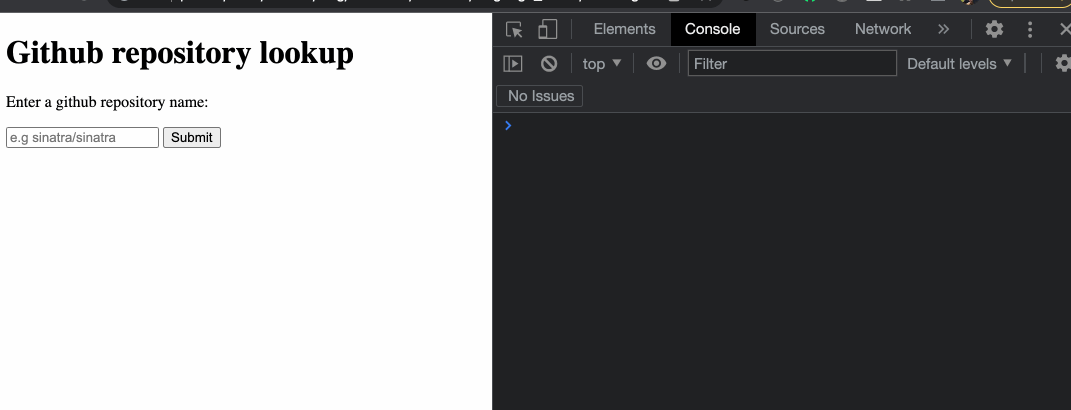 Github repository lookup
Enter a github repository name:
e.g sinatra/sinatra Submit
Elements Console Sources Network »
top ▼ Filter Default levels ▼
No Issues
›